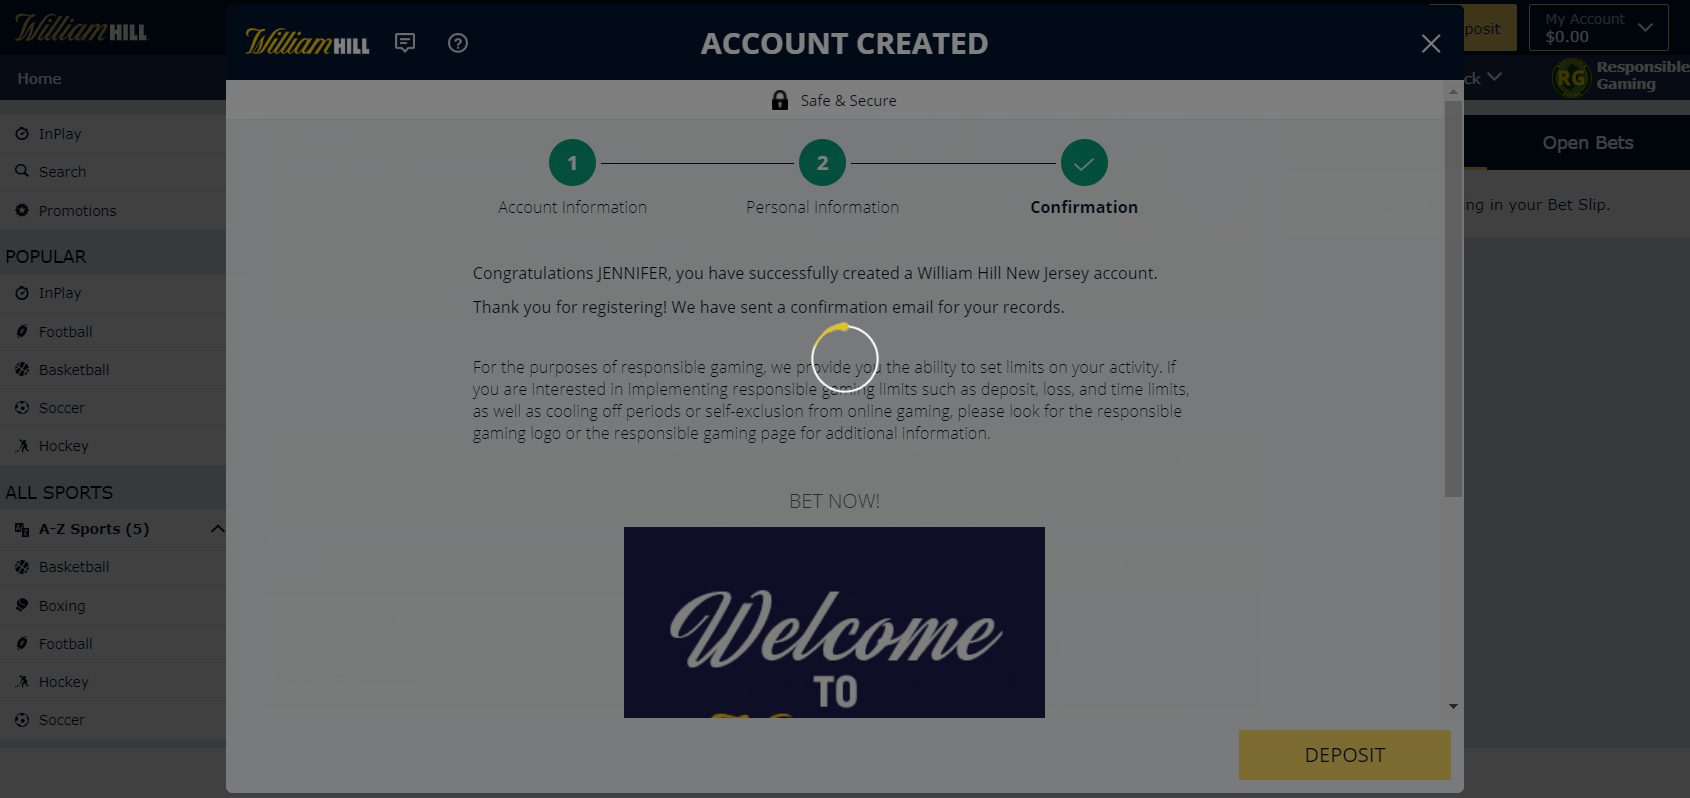 William HILL
posit
My Account
$0.00
William HILL
ACCOUNT CREATED
Home
ck
RG
Responsible
Gaming
Safe & Secure
InPlay
Search
Promotions
1
2
Account Information
Personal Information
Confirmation
Open Bets
ng in your Bet Slip.
POPULAR
InPlay
Football
Basketball
Soccer
Hockey
Congratulations JENNIFER, you have successfully created a William Hill New Jersey account.
Thank you for registering! We have sent a confirmation email for your records.
For the purposes of responsible gaming, we provide you the ability to set limits on your activity. If
you are interested in implementing responsible gaming limits such as deposit, loss, and time limits,
as well as cooling off periods or self-exclusion from online gaming, please look for the responsible
gaming logo or the responsible gaming page for additional information.
ALL SPORTS
A-Z Sports (5)
Basketball
Boxing
Football
Hockey
Soccer
BET NOW!
Welcome
TO
DEPOSIT